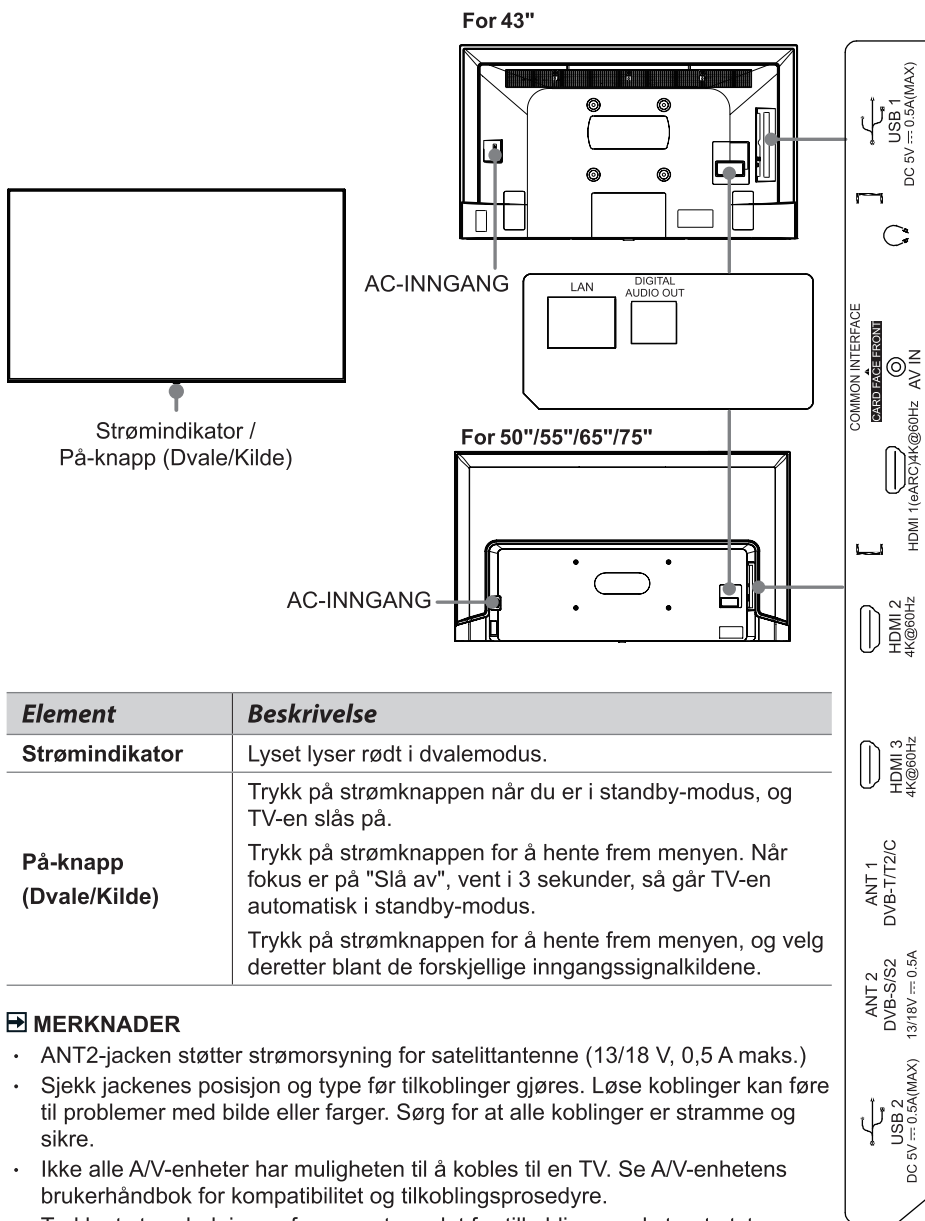 For 43"
AC-INNGANG
LAN
DIGITAL
AUDIO OUT
Strømindikator /
På-knapp (Dvale/Kilde)
For 50"/55"/65"/75"
AC-INNGANG
USB 1
DC 5V ⎓ 0.5A(MAX)
COMMON INTERFACE
CARD FACE FRONT
AV IN
HDMI 1(eARC)4K@60Hz
HDMI 2
4K@60Hz
HDMI 3
4K@60Hz
ANT 1
DVB-T/T2/C
ANT 2
DVB-S/S2
13/18V ⎓ 0.5A
USB 2
DC 5V ⎓ 0.5A(MAX)
Element Beskrivelse
Strømindikator Lyset lyser rødt i dvalemodus.
På-knapp
(Dvale/Kilde)
Trykk på strømknappen når du er i standby-modus, og
TV-en slås på.
Trykk på strømknappen for å hente frem menyen. Når
fokus er på "Slå av", vent i 3 sekunder, så går TV-en
automatisk i standby-modus.
Trykk på strømknappen for å hente frem menyen, og velg
deretter blant de forskjellige inngangssignalkildene.
MERKNADER
• ANT2-jacken støtter strømorsyning for satelittantenne (13/18 V, 0,5 A maks.)
• Sjekk jackenes posisjon og type før tilkoblinger gjøres. Løse koblinger kan føre
til problemer med bilde eller farger. Sørg for at alle koblinger er stramme og
sikre.
• Ikke alle A/V-enheter har muligheten til å kobles til en TV. Se A/V-enhetens
brukerhåndbok for kompatibilitet og tilkoblingsprosedyre.